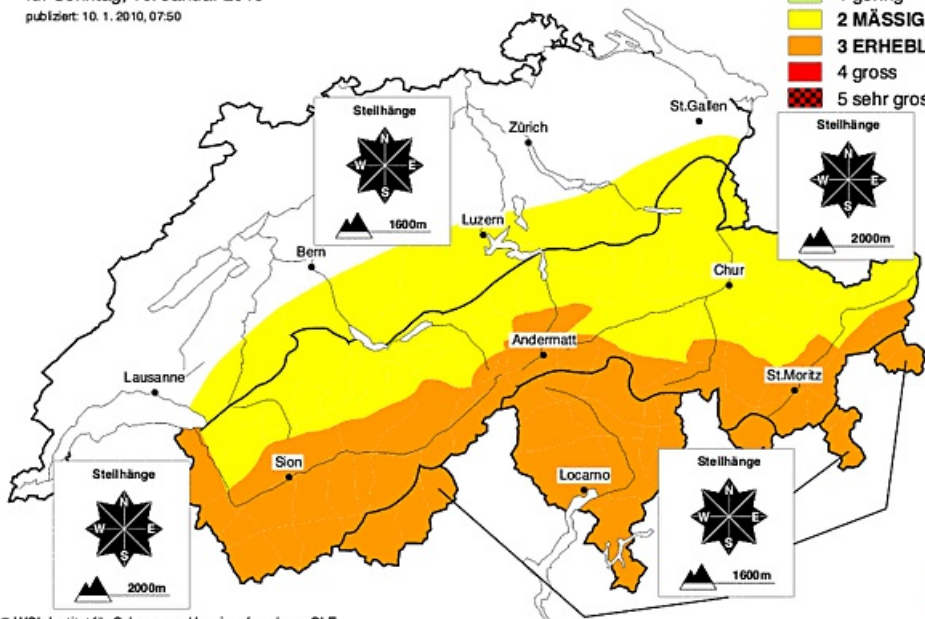 publiziert: 10. 1. 2010, 07:50
2 MÄSSIG
3 ERHEBL
4 gross
5 sehr gros
St.Gallen
Zürich
Steilhänge
N
W E
S
1600m
Steilhänge
N
W E
S
2000m
Luzern
Bern
Chur
Andermatt
Lausanne
St.Moritz
Sion
Locarno
Steilhänge
N
W E
S
2000m
Steilhänge
N
W E
S
1600m